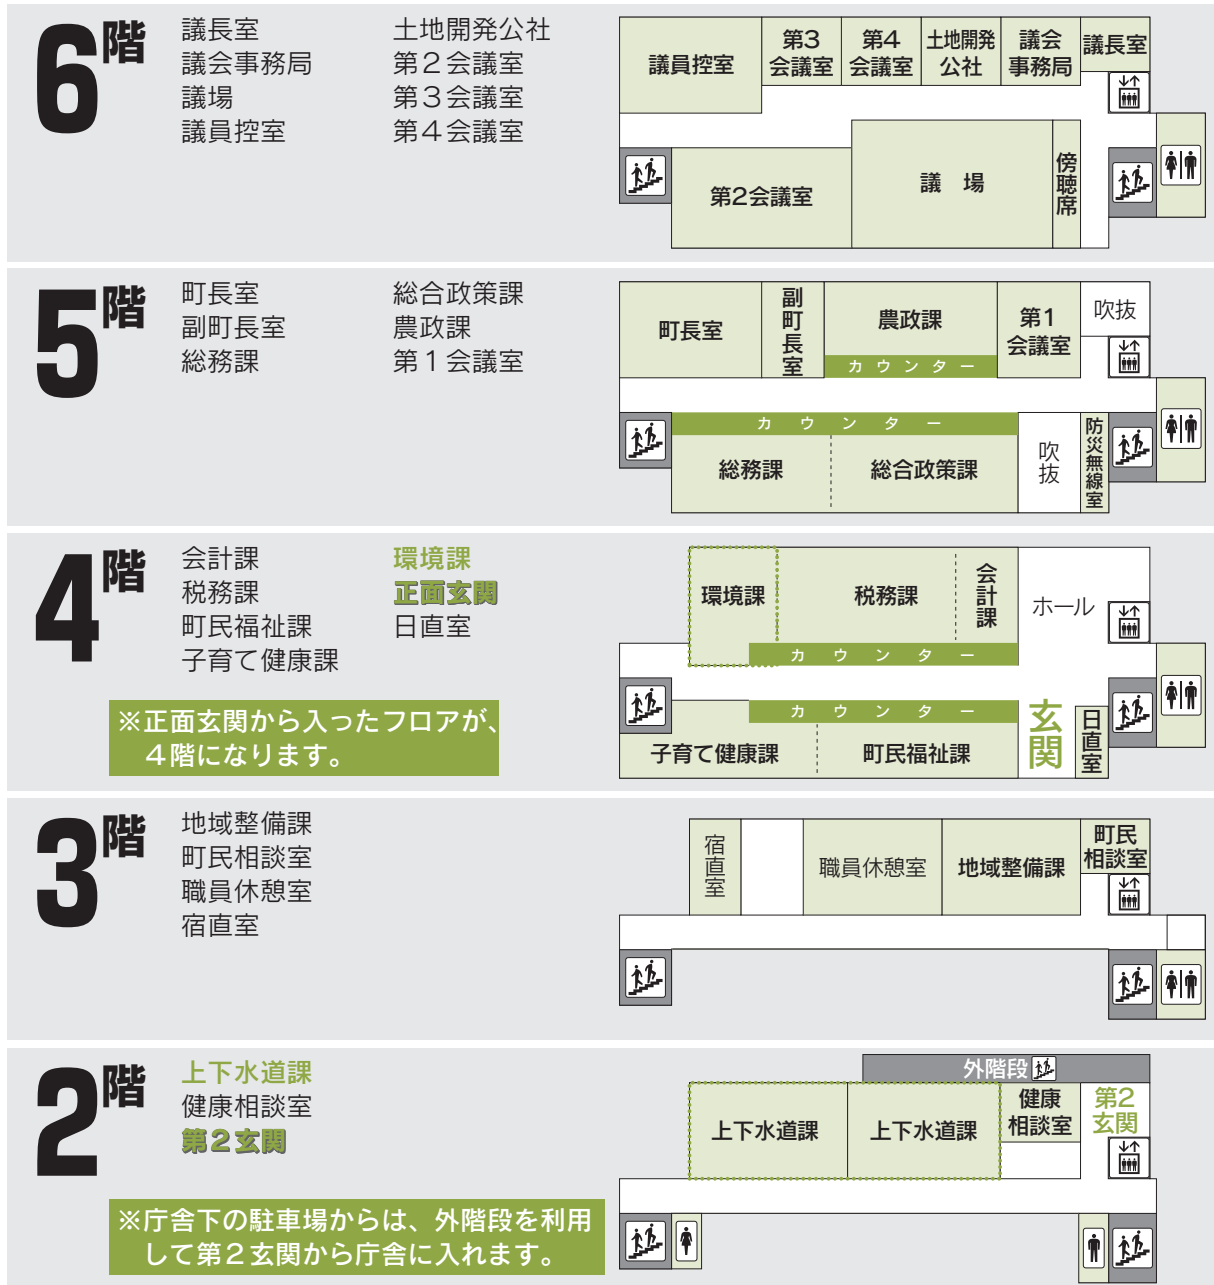 6階
議長室
議会事務局
議場
議員控室
土地開発公社
第2会議室
第3会議室
第4会議室
議員控室
第3
会議室
第4
会議室
土地開発
公社
議会
事務局
議長室
第2会議室
議　場
傍聴席
5階
町長室
副町長室
総務課
総合政策課
農政課
第1会議室
町長室
副町長室
農政課
カウンター
第1
会議室
吹抜
カウンター
総務課
総合政策課
吹抜
防災無線室
4階
会計課
税務課
町民福祉課
子育て健康課
環境課
正面玄関
日直室
※正面玄関から入ったフロアが、
4階になります。
環境課
税務課
会計課
ホール
カウンター
カウンター
子育て健康課
町民福祉課
玄関
日直室
3階
地域整備課
町民相談室
職員休憩室
宿直室
宿直室
職員休憩室
地域整備課
町民
相談室
2階
上下水道課
健康相談室
第2玄関
※庁舎下の駐車場からは、外階段を利用
して第2玄関から庁舎に入れます。
外階段
上下水道課
上下水道課
健康
相談室
第2
玄関